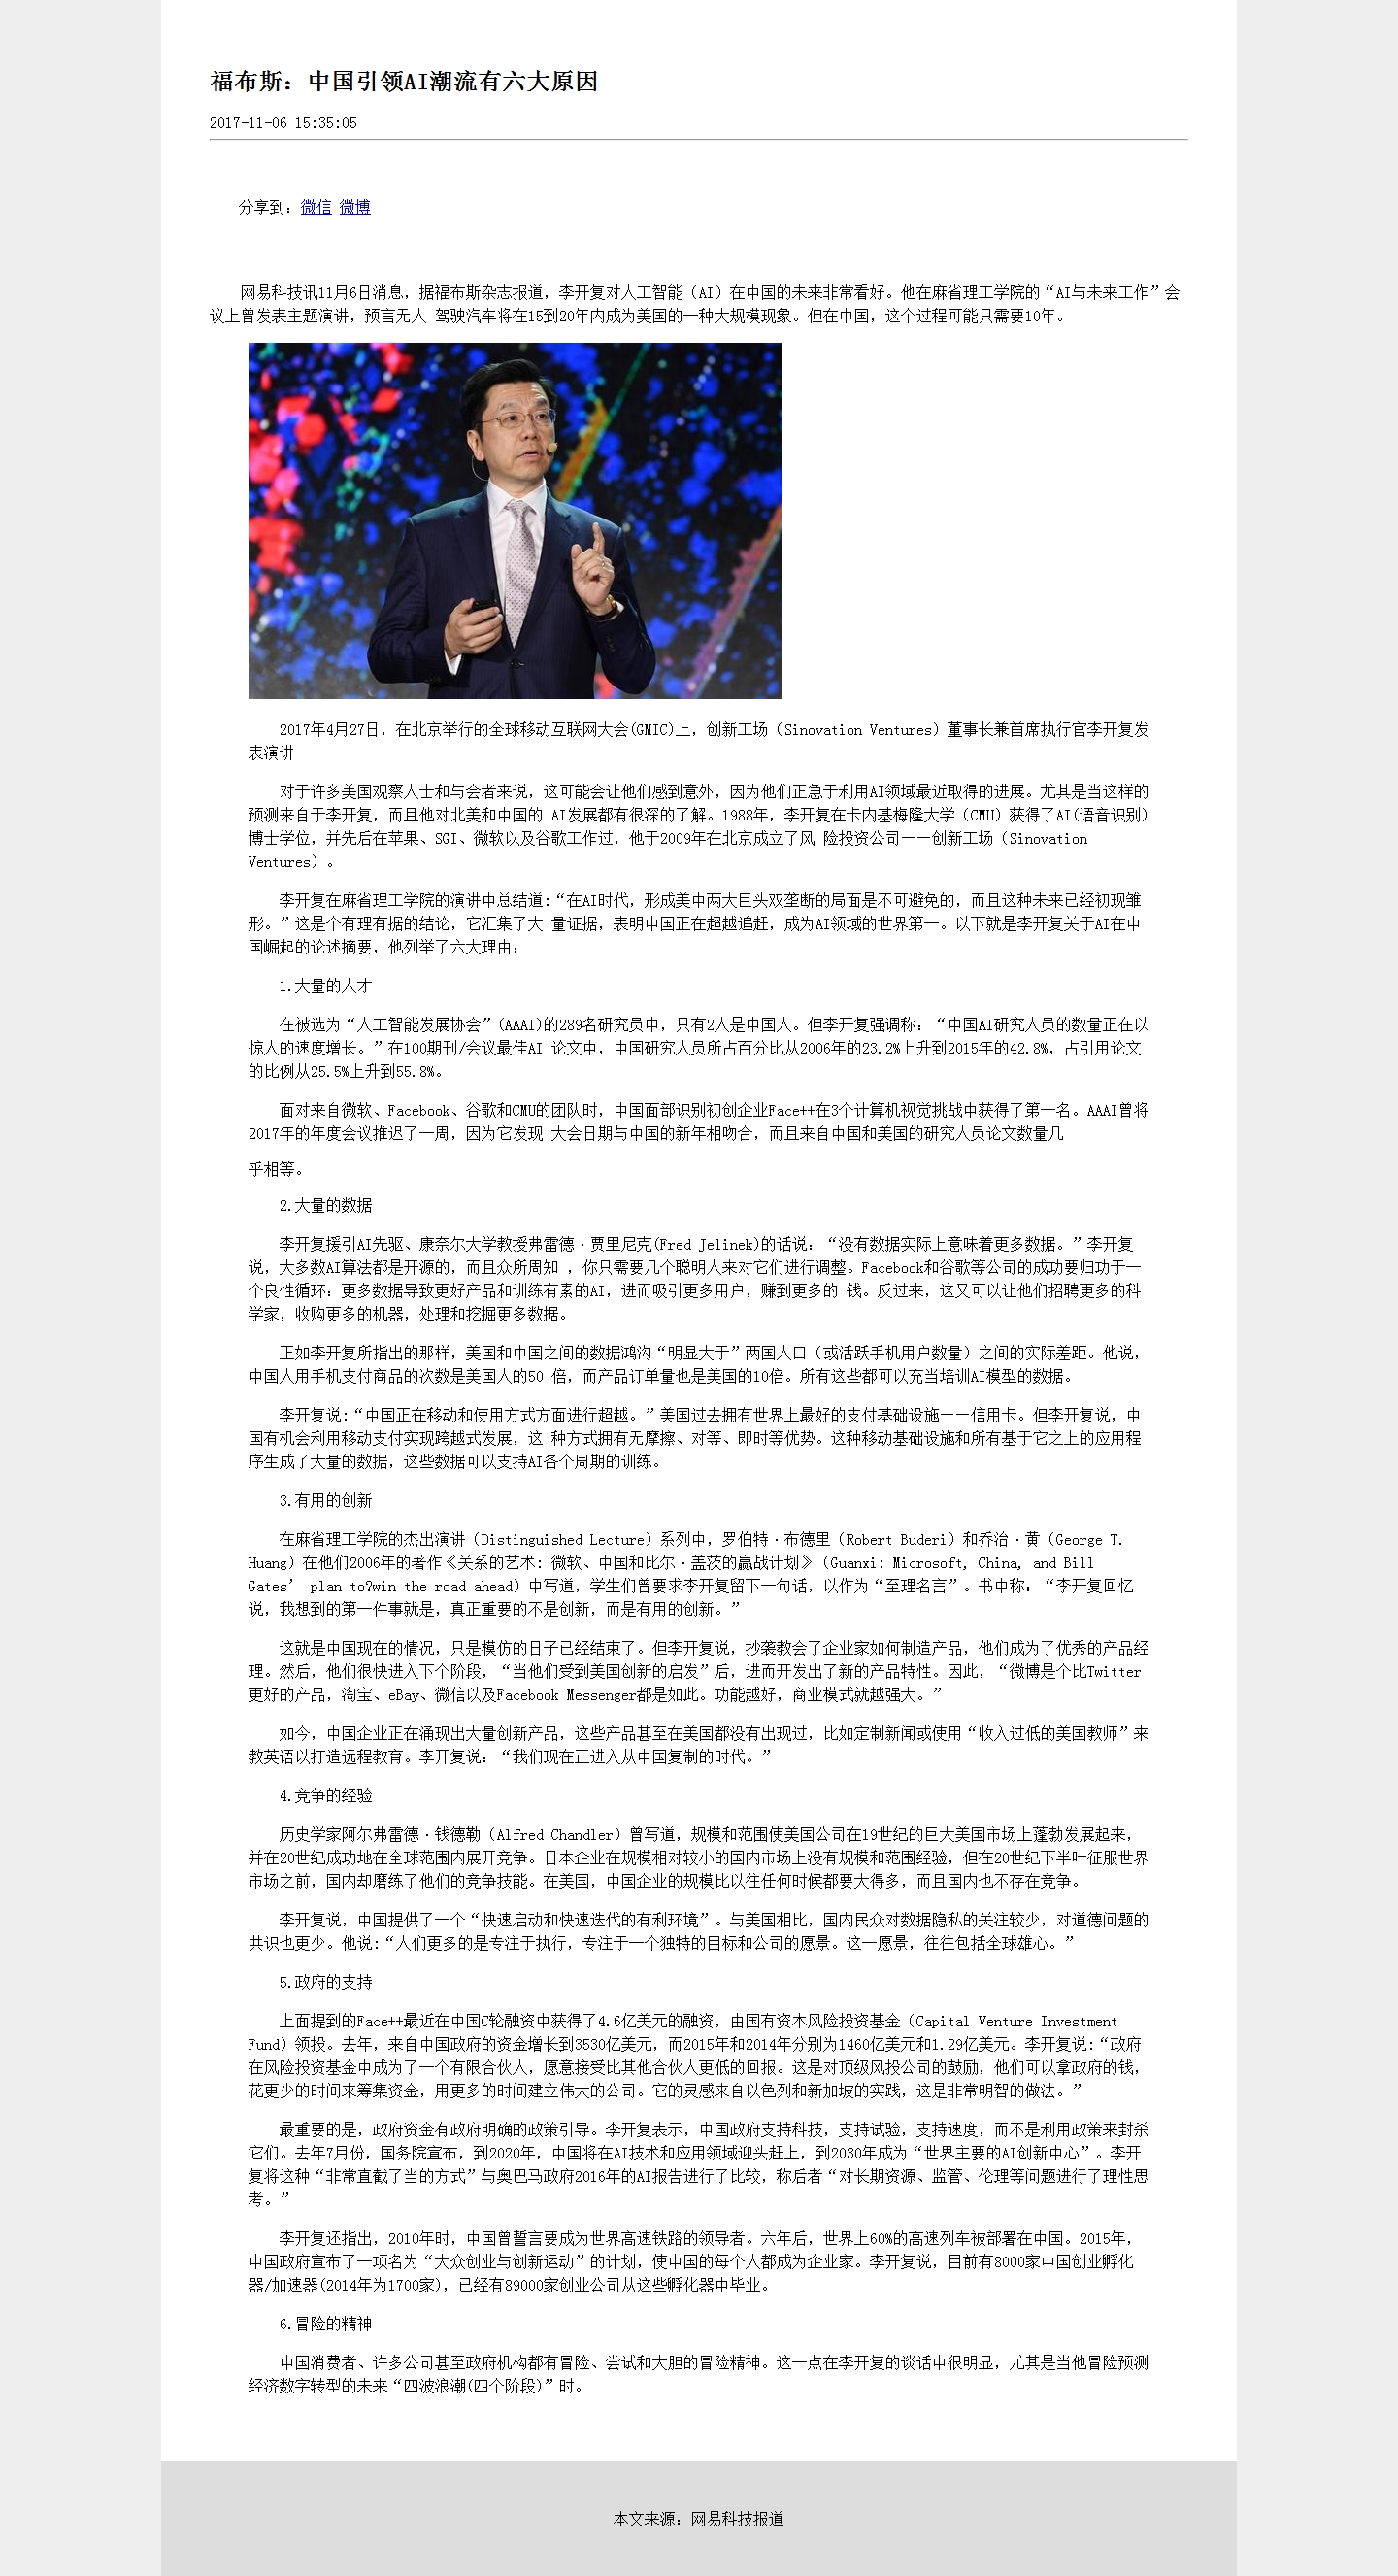 福布斯：中国引领AI潮流有六大原因
2017-11-06 15:35:05
分享到：微信 微博
网易科技讯11月6日消息，据福布斯杂志报道，李开复对人工智能（AI）在中国的未来非常看好。他在麻省理工学院的“AI与未来工作”会
议上曾发表主题演讲，预言无人 驾驶汽车将在15到20年内成为美国的一种大规模现象。但在中国，这个过程可能只需要10年。
2017年4月27日，在北京举行的全球移动互联网大会(GMIC)上，创新工场（Sinovation Ventures）董事长兼首席执行官李开复发
表演讲
对于许多美国观察人士和与会者来说，这可能会让他们感到意外，因为他们正急于利用AI领域最近取得的进展。尤其是当这样的
预测来自于李开复，而且他对北美和中国的 AI发展都有很深的了解。1988年，李开复在卡内基梅隆大学（CMU）获得了AI(语音识别)
博士学位，并先后在苹果、SGI、微软以及谷歌工作过，他于2009年在北京成立了风 险投资公司——创新工场（Sinovation
Ventures）。
李开复在麻省理工学院的演讲中总结道:“在AI时代，形成美中两大巨头双垄断的局面是不可避免的，而且这种未来已经初现雏
形。”这是个有理有据的结论，它汇集了大 量证据，表明中国正在超越追赶，成为AI领域的世界第一。以下就是李开复关于AI在中
国崛起的论述摘要，他列举了六大理由：
1.大量的人才
在被选为“人工智能发展协会”(AAAI)的289名研究员中，只有2人是中国人。但李开复强调称：“中国AI研究人员的数量正在以
惊人的速度增长。”在100期刊/会议最佳AI 论文中，中国研究人员所占百分比从2006年的23.2%上升到2015年的42.8%，占引用论文
的比例从25.5%上升到55.8%。
面对来自微软、Facebook、谷歌和CMU的团队时，中国面部识别初创企业Face++在3个计算机视觉挑战中获得了第一名。AAAI曾将
2017年的年度会议推迟了一周，因为它发现 大会日期与中国的新年相吻合，而且来自中国和美国的研究人员论文数量几
乎相等。
2.大量的数据
李开复援引AI先驱、康奈尔大学教授弗雷德·贾里尼克(Fred Jelinek)的话说：“没有数据实际上意味着更多数据。”李开复
说，大多数AI算法都是开源的，而且众所周知 ，你只需要几个聪明人来对它们进行调整。Facebook和谷歌等公司的成功要归功于一
个良性循环：更多数据导致更好产品和训练有素的AI，进而吸引更多用户，赚到更多的 钱。反过来，这又可以让他们招聘更多的科
学家，收购更多的机器，处理和挖掘更多数据。
正如李开复所指出的那样，美国和中国之间的数据鸿沟“明显大于”两国人口（或活跃手机用户数量）之间的实际差距。他说，
中国人用手机支付商品的次数是美国人的50 倍，而产品订单量也是美国的10倍。所有这些都可以充当培训AI模型的数据。
李开复说:“中国正在移动和使用方式方面进行超越。”美国过去拥有世界上最好的支付基础设施——信用卡。但李开复说，中
国有机会利用移动支付实现跨越式发展，这 种方式拥有无摩擦、对等、即时等优势。这种移动基础设施和所有基于它之上的应用程
序生成了大量的数据，这些数据可以支持AI各个周期的训练。
3.有用的创新
在麻省理工学院的杰出演讲（Distinguished Lecture）系列中，罗伯特·布德里（Robert Buderi）和乔治·黄（George T.
Huang）在他们2006年的著作《关系的艺术: 微软、中国和比尔·盖茨的赢战计划》（Guanxi: Microsoft, China, and Bill
Gates’ plan to?win the road ahead）中写道，学生们曾要求李开复留下一句话，以作为“至理名言”。书中称：“李开复回忆
说，我想到的第一件事就是，真正重要的不是创新，而是有用的创新。”
这就是中国现在的情况，只是模仿的日子已经结束了。但李开复说，抄袭教会了企业家如何制造产品，他们成为了优秀的产品经
理。然后，他们很快进入下个阶段，“当他们受到美国创新的启发”后，进而开发出了新的产品特性。因此，“微博是个比Twitter
更好的产品，淘宝、eBay、微信以及Facebook Messenger都是如此。功能越好，商业模式就越强大。”
如今，中国企业正在涌现出大量创新产品，这些产品甚至在美国都没有出现过，比如定制新闻或使用“收入过低的美国教师”来
教英语以打造远程教育。李开复说：“我们现在正进入从中国复制的时代。”
4.竞争的经验
历史学家阿尔弗雷德·钱德勒（Alfred Chandler）曾写道，规模和范围使美国公司在19世纪的巨大美国市场上蓬勃发展起来，
并在20世纪成功地在全球范围内展开竞争。日本企业在规模相对较小的国内市场上没有规模和范围经验，但在20世纪下半叶征服世界
市场之前，国内却磨练了他们的竞争技能。在美国，中国企业的规模比以往任何时候都要大得多，而且国内也不存在竞争。
李开复说，中国提供了一个“快速启动和快速迭代的有利环境”。与美国相比，国内民众对数据隐私的关注较少，对道德问题的
共识也更少。他说:“人们更多的是专注于执行，专注于一个独特的目标和公司的愿景。这一愿景，往往包括全球雄心。”
5.政府的支持
上面提到的Face++最近在中国C轮融资中获得了4.6亿美元的融资，由国有资本风险投资基金（Capital Venture Investment
Fund）领投。去年，来自中国政府的资金增长到3530亿美元，而2015年和2014年分别为1460亿美元和1.29亿美元。李开复说:“政府
在风险投资基金中成为了一个有限合伙人，愿意接受比其他合伙人更低的回报。这是对顶级风投公司的鼓励，他们可以拿政府的钱，
花更少的时间来筹集资金，用更多的时间建立伟大的公司。它的灵感来自以色列和新加坡的实践，这是非常明智的做法。”
最重要的是，政府资金有政府明确的政策引导。李开复表示，中国政府支持科技，支持试验，支持速度，而不是利用政策来封杀
它们。去年7月份，国务院宣布，到2020年，中国将在AI技术和应用领域迎头赶上，到2030年成为“世界主要的AI创新中心”。李开
复将这种“非常直截了当的方式”与奥巴马政府2016年的AI报告进行了比较，称后者“对长期资源、监管、伦理等问题进行了理性思
考。”
李开复还指出，2010年时，中国曾誓言要成为世界高速铁路的领导者。六年后，世界上60%的高速列车被部署在中国。2015年，
中国政府宣布了一项名为“大众创业与创新运动”的计划，使中国的每个人都成为企业家。李开复说，目前有8000家中国创业孵化
器/加速器(2014年为1700家)，已经有89000家创业公司从这些孵化器中毕业。
6.冒险的精神
中国消费者、许多公司甚至政府机构都有冒险、尝试和大胆的冒险精神。这一点在李开复的谈话中很明显，尤其是当他冒险预测
经济数字转型的未来“四波浪潮(四个阶段)”时。
本文来源：网易科技报道